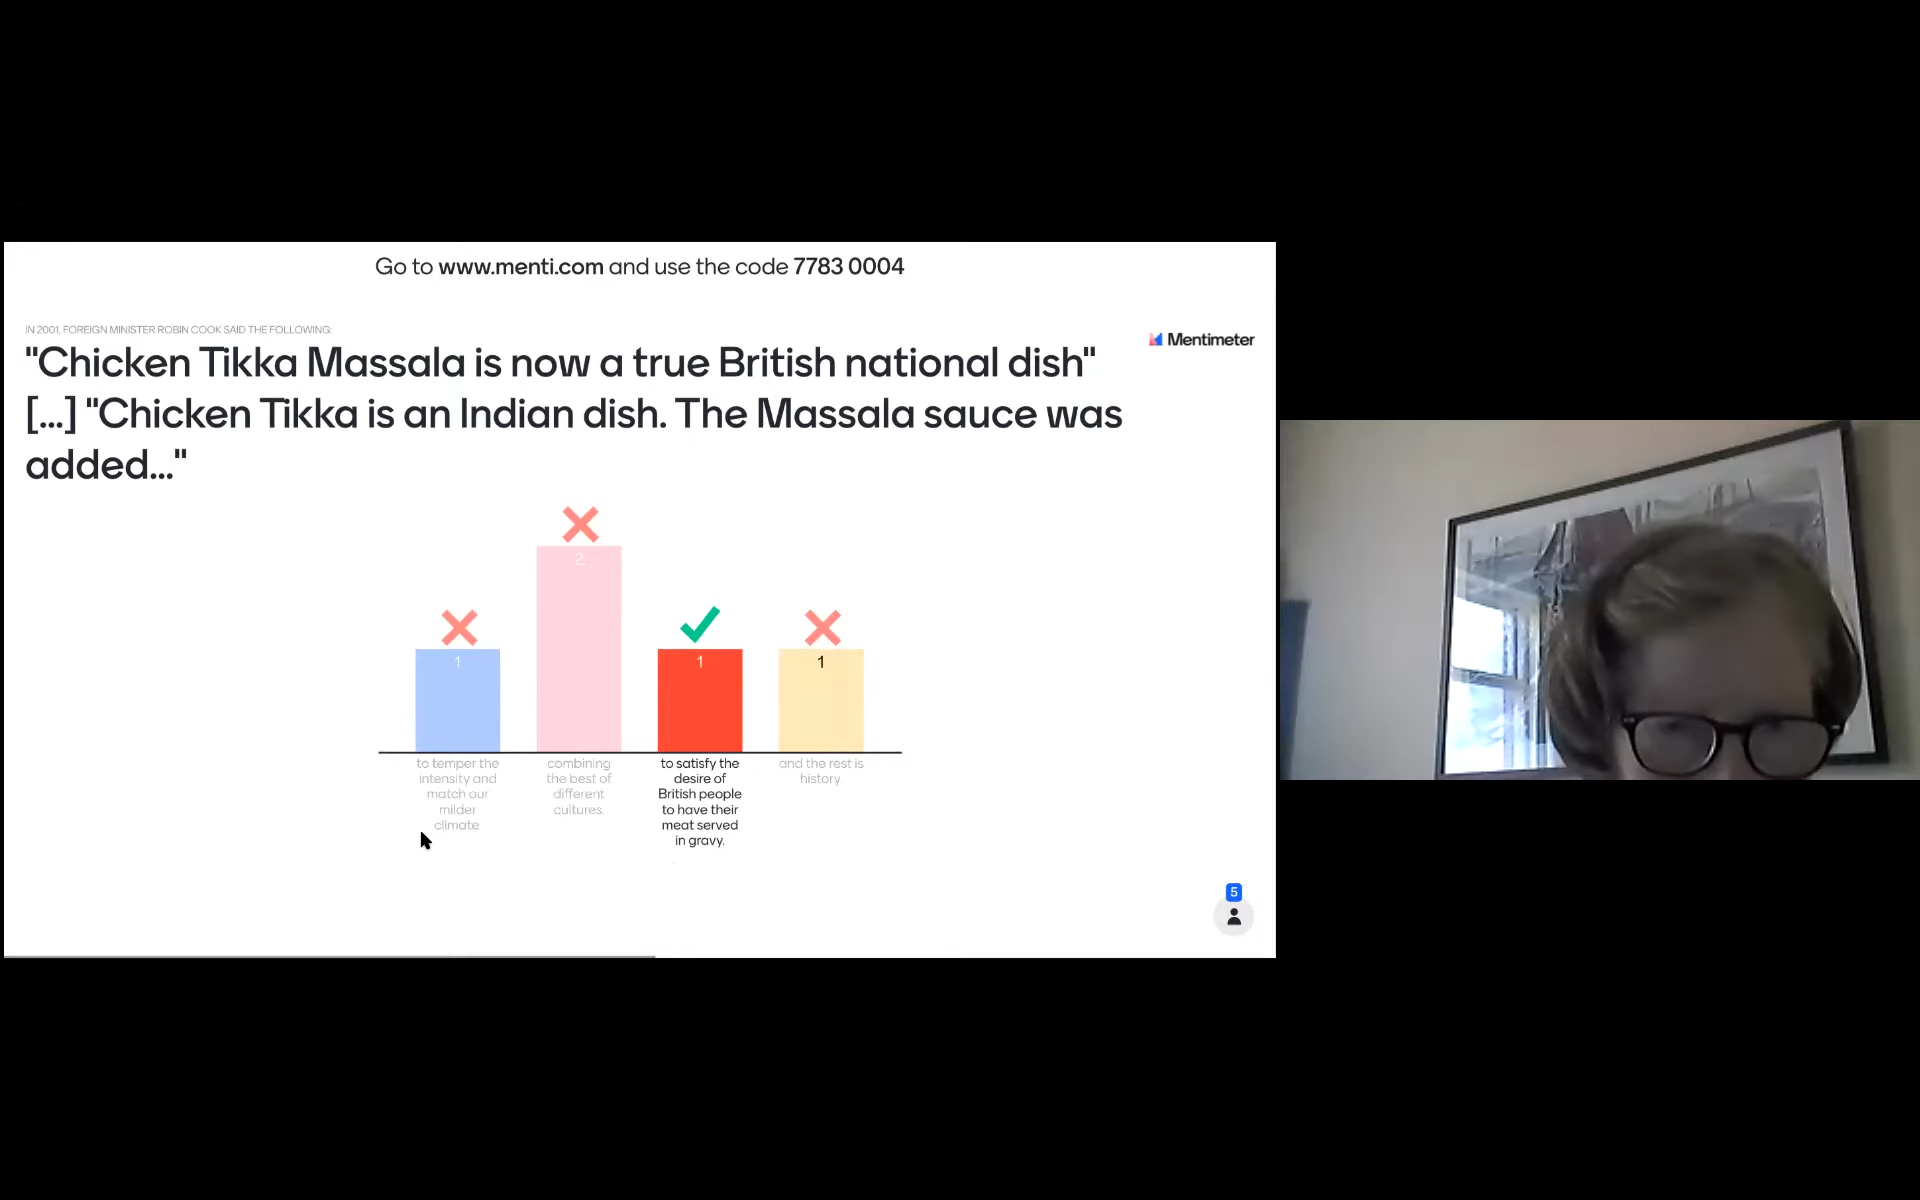 Go to www.menti.com and use the code 7783 0004
IN 2001, FOREIGN MINISTER ROBIN COOK SAID THE FOLLOWING:
Mentimeter
"Chicken Tikka Massala is now a true British national dish"
[...] "Chicken Tikka is an Indian dish. The Massala sauce was
added..."
1
2
1
1
to temper the
intensity and
match our
milder
climate
combining
the best of
different
cultures.
to satisfy the
desire of
British people
to have their
meat served
in gravy.
and the rest is
history.
5